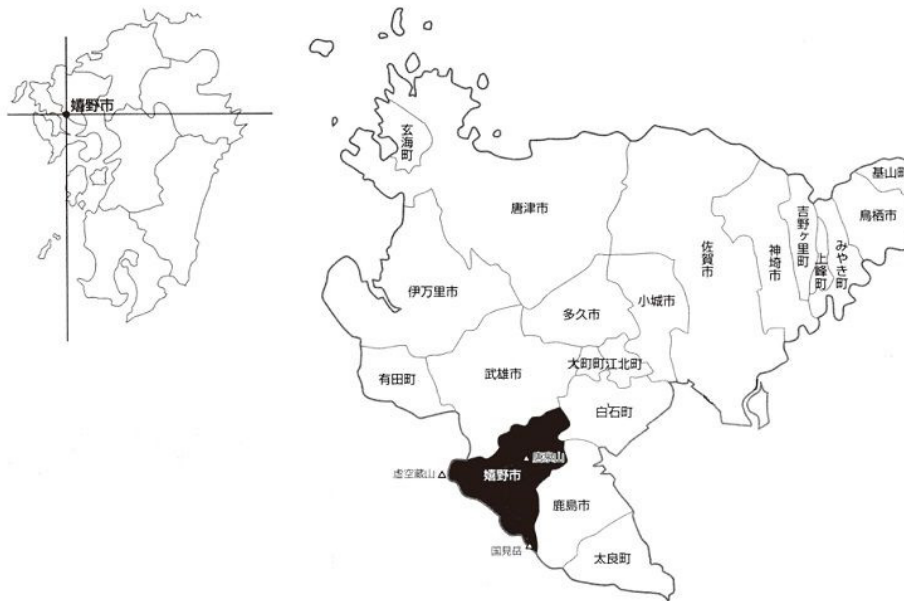 嬉野市
玄海町
唐津市
伊万里市
有田町
武雄市
多久市
小城市
大町町
江北町
白石町
佐賀市
神埼市
吉野ヶ里町
上峰町
みやき町
基山町
鳥栖市
嬉野市
唐泉山
虚空蔵山
鹿島市
国見岳
太良町